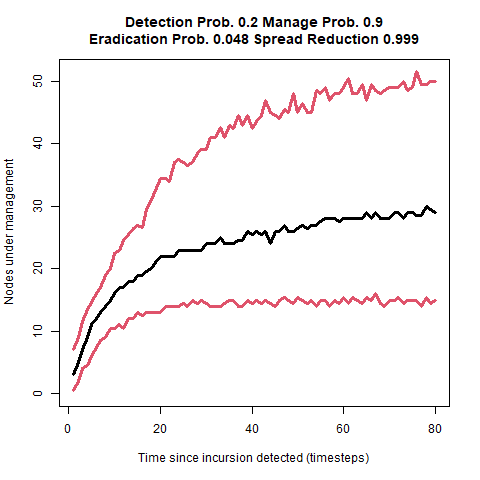 Detection Prob. 0.2 Manage Prob. 0.9
Eradication Prob. 0.048 Spread Reduction 0.999
Nodes under management
50
40
30
20
10
0
0 20 40 60 80
Time since incursion detected (timesteps)